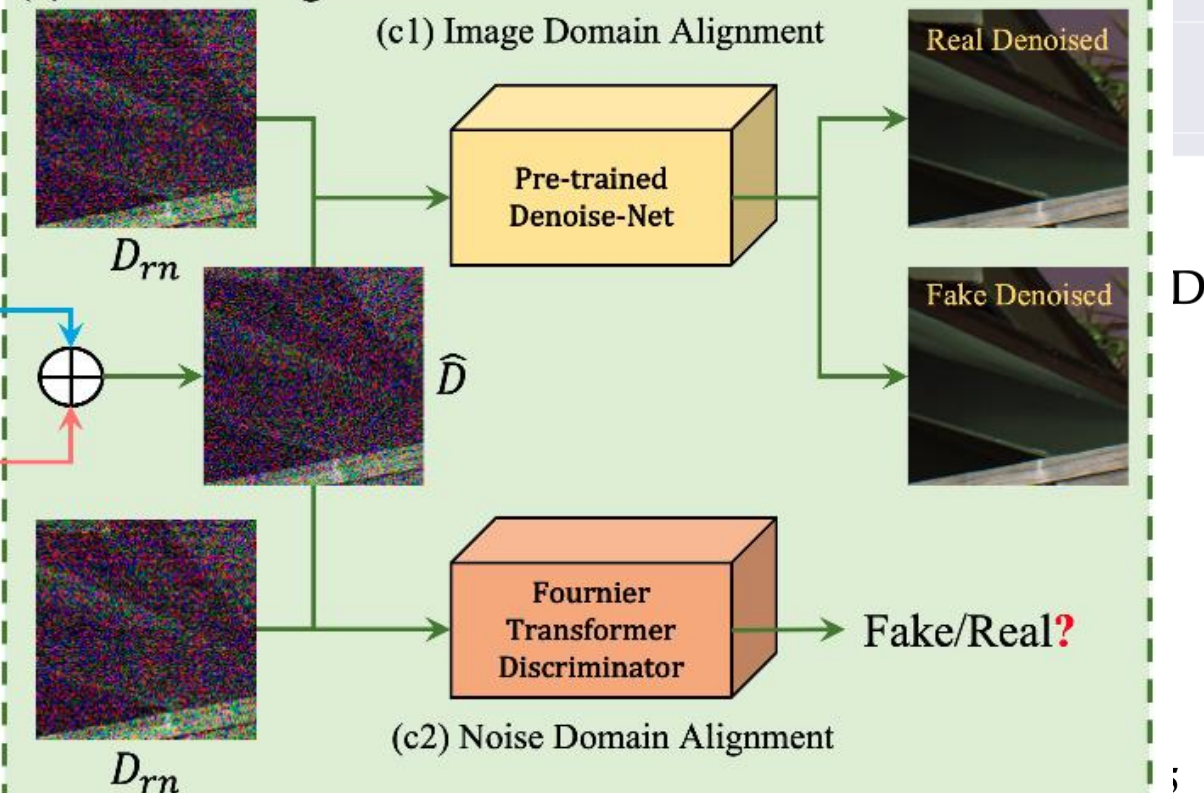 (c1) Image Domain Alignment
Real Denoised
Pre-trained
Denoise-Net
D_rn
Fake Denoised
D
D̂
Fournier
Transformer
Discriminator
Fake/Real?
(c2) Noise Domain Alignment
D_rn